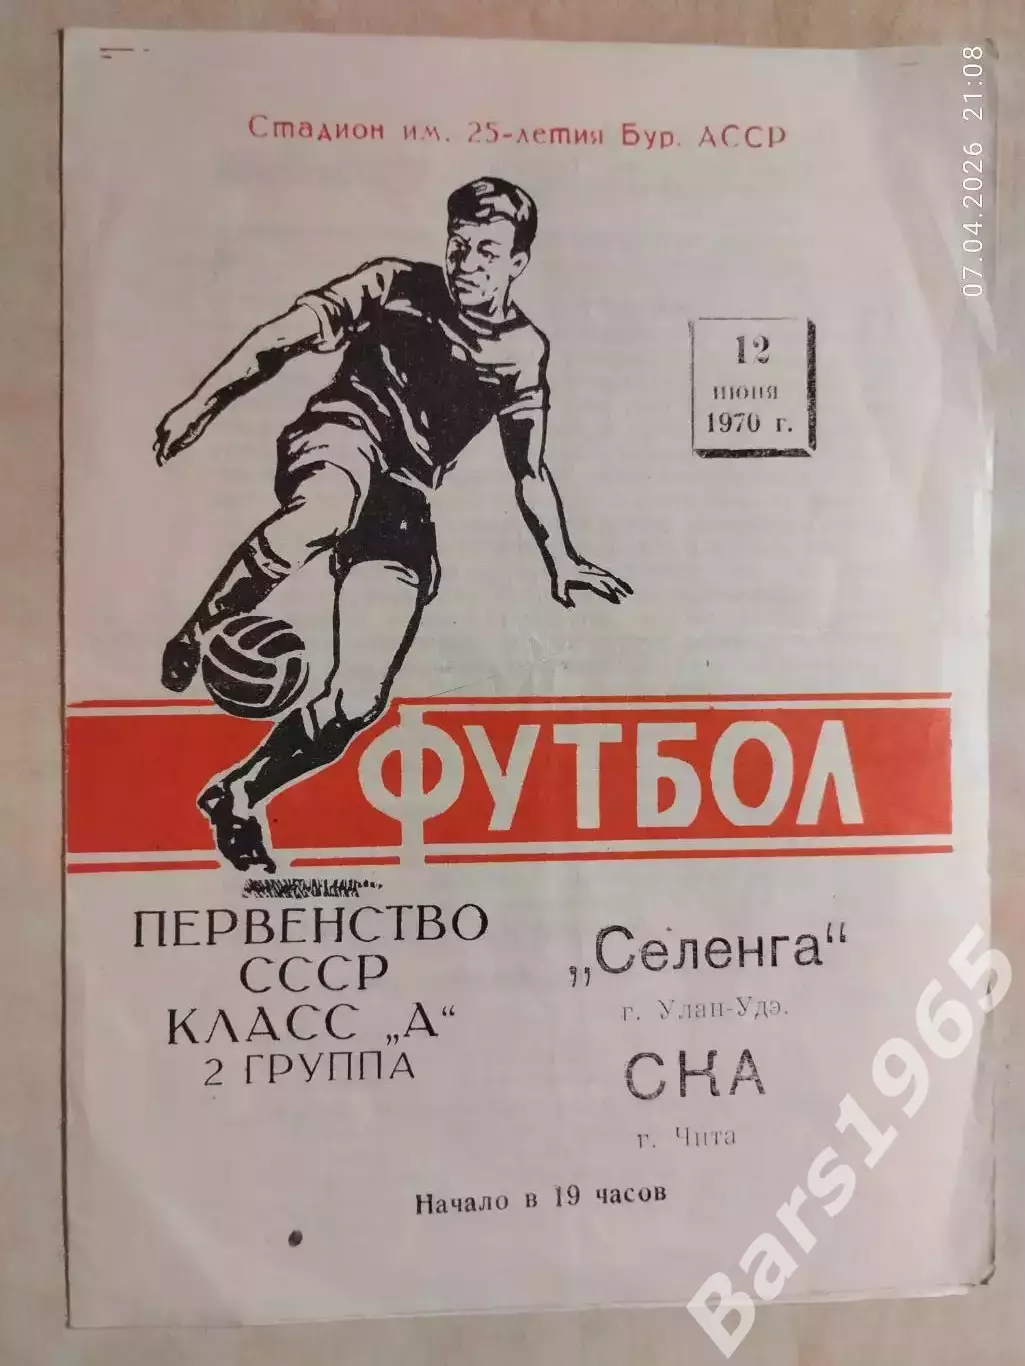 Стадион им. 25-летия Бур. АССР
07.04.2026 21:08
12
июня
1970 г.
ФУТБОЛ
ПЕРВЕНСТВО
СССР
КЛАСС „А“
2 ГРУППА
„Селенга“
г. Улан-Удэ.
СКА
г. Чита
Начало в 19 часов
Bars1965